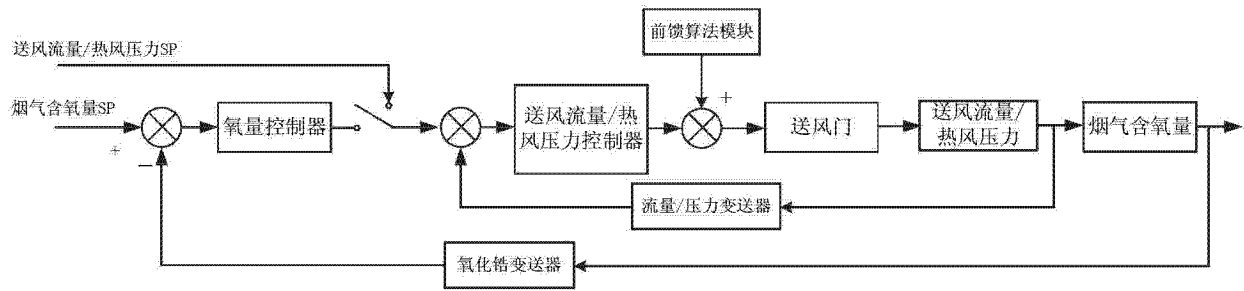 前馈算法模块
送风流量/热风压力SP
烟气含氧量SP
+
−
氧量控制器
送风流量/热
风压力控制器
+
送风门
送风流量/
热风压力
烟气含氧量
流量/压力变送器
氧化锆变送器